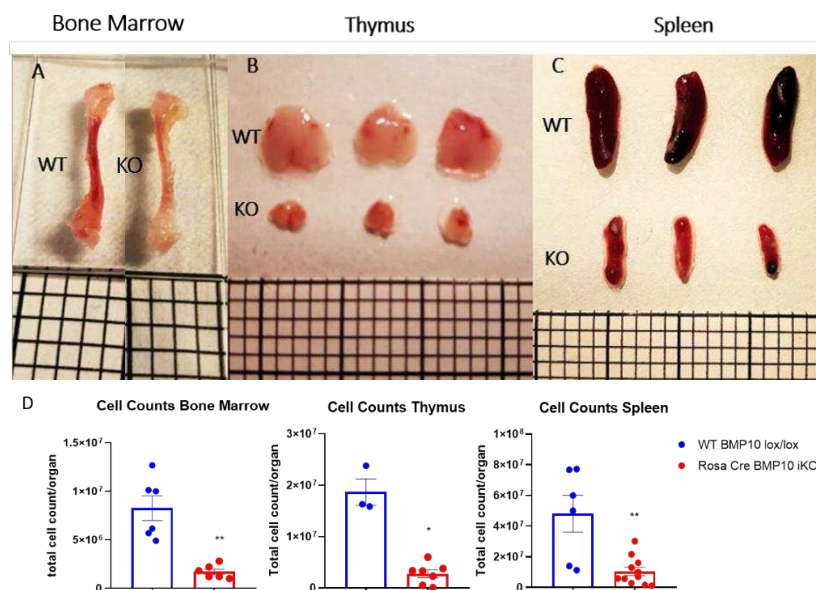 Bone Marrow
Thymus
Spleen
A
B
C
WT
KO
WT
KO
WT
KO
D
Cell Counts Bone Marrow
total cell count/organ
1.5×10⁷
1×10⁷
5×10⁶
0
**
Cell Counts Thymus
Total cell count/organ
3×10⁷
2×10⁷
1×10⁷
0
*
Cell Counts Spleen
Total cell count/organ
1×10⁸
8×10⁷
6×10⁷
4×10⁷
2×10⁷
0
**
WT BMP10 lox/lox
Rosa Cre BMP10 iKO